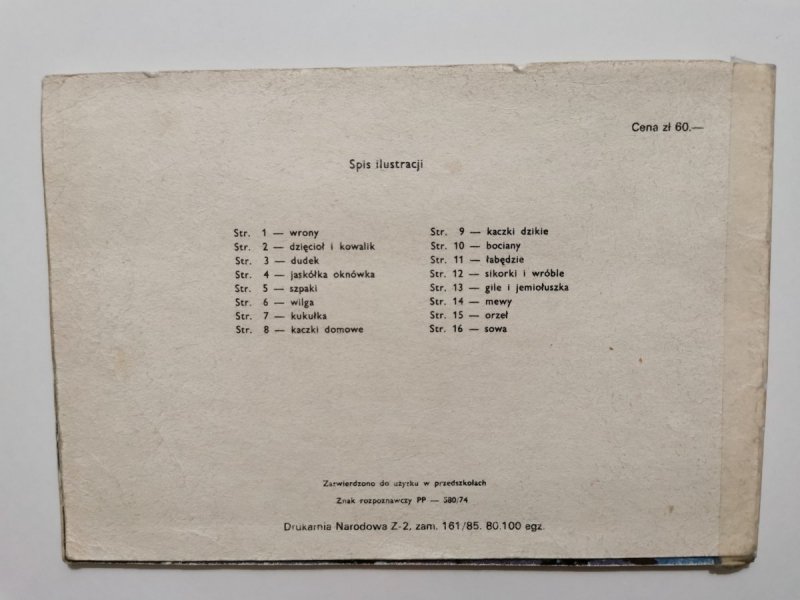 Cena zł 60.—
Spis ilustracji
Str. 1 — wrony
Str. 2 — dzięcioł i kowalik
Str. 3 — dudek
Str. 4 — jaskółka oknówka
Str. 5 — szpaki
Str. 6 — wilga
Str. 7 — kukułka
Str. 8 — kaczki domowe
Str. 9 — kaczki dzikie
Str. 10 — bociany
Str. 11 — łabędzie
Str. 12 — sikorki i wróble
Str. 13 — gile i jemiołuszka
Str. 14 — mewy
Str. 15 — orzeł
Str. 16 — sowa
Zatwierdzono do użytku w przedszkolach
Znak rozpoznawczy PP — 580/74
Drukarnia Narodowa Z-2, zam. 161/85. 80.100 egz.